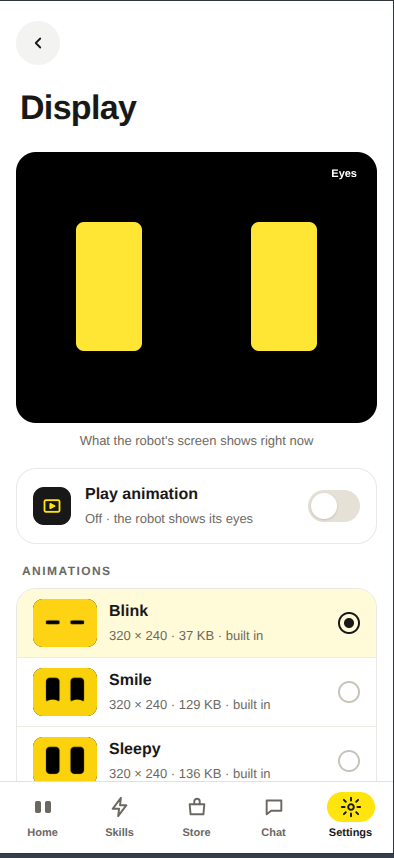 Display
Eyes
What the robot's screen shows right now
Play animation
Off · the robot shows its eyes
ANIMATIONS
Blink
320 × 240 · 37 KB · built in
Smile
320 × 240 · 129 KB · built in
Sleepy
320 × 240 · 136 KB · built in
Home
Skills
Store
Chat
Settings